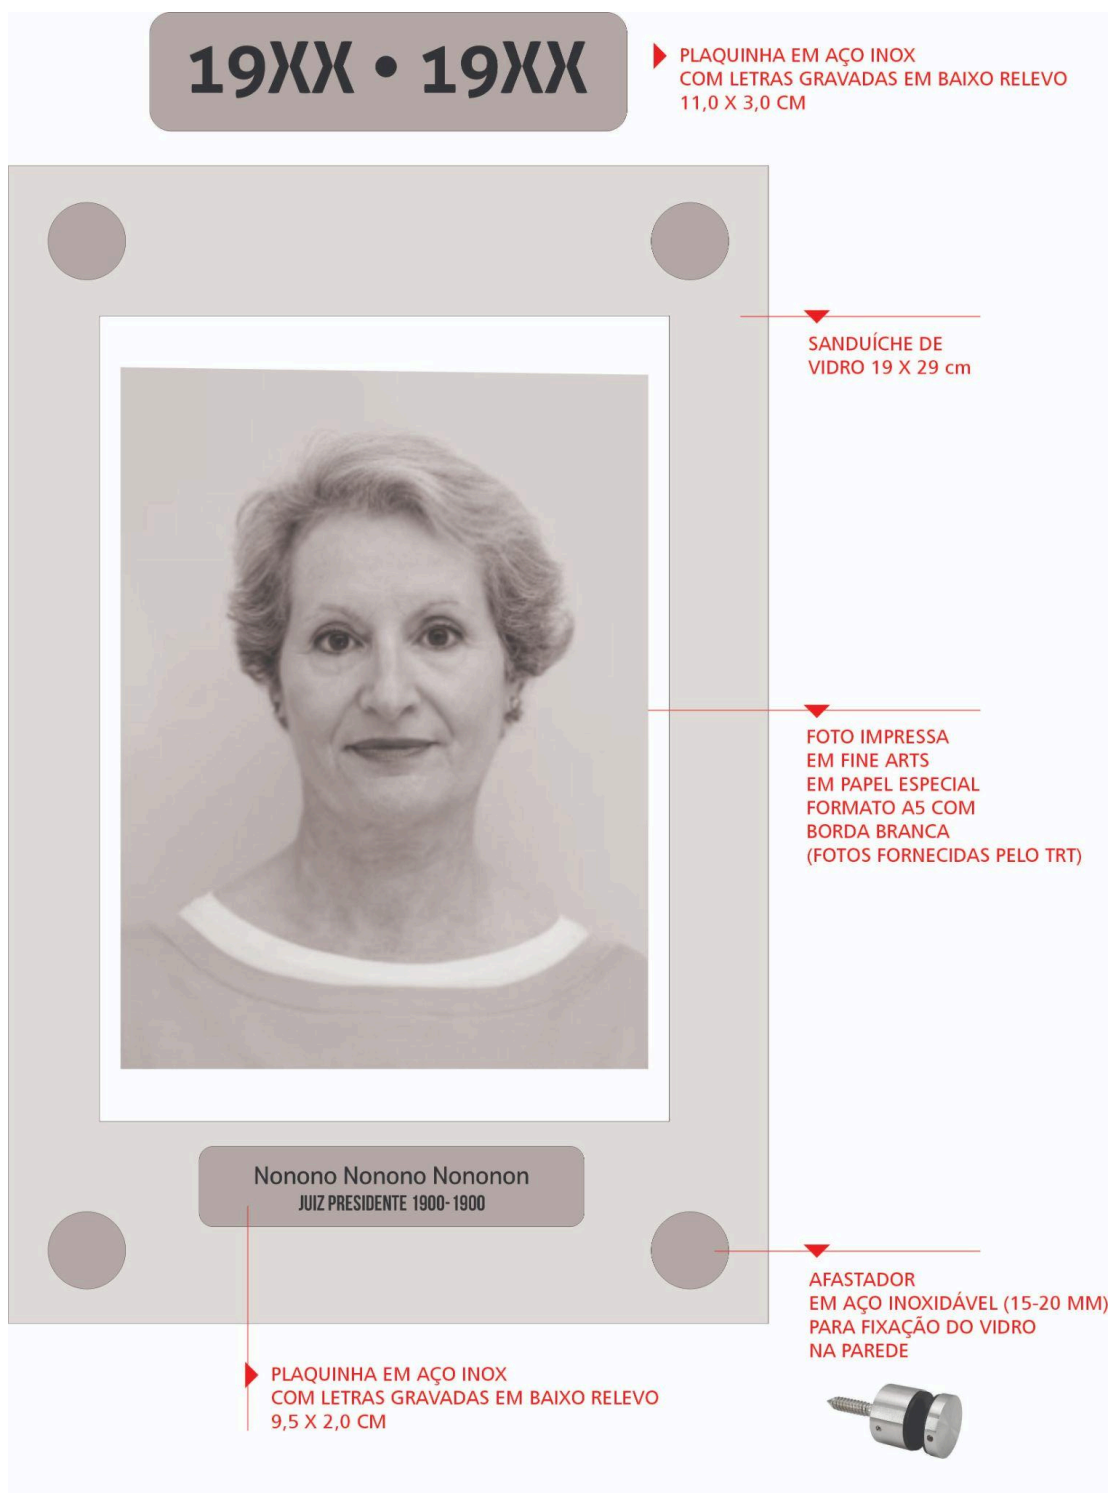 19XX • 19XX
PLAQUINHA EM AÇO INOX
COM LETRAS GRAVADAS EM BAIXO RELEVO
11,0 X 3,0 CM
SANDUÍCHE DE
VIDRO 19 X 29 cm
FOTO IMPRESSA
EM FINE ARTS
EM PAPEL ESPECIAL
FORMATO A5 COM
BORDA BRANCA
(FOTOS FORNECIDAS PELO TRT)
Nonono Nonono Nononon
JUIZ PRESIDENTE 1900-1900
AFASTADOR
EM AÇO INOXIDÁVEL (15-20 MM)
PARA FIXAÇÃO DO VIDRO
NA PAREDE
PLAQUINHA EM AÇO INOX
COM LETRAS GRAVADAS EM BAIXO RELEVO
9,5 X 2,0 CM